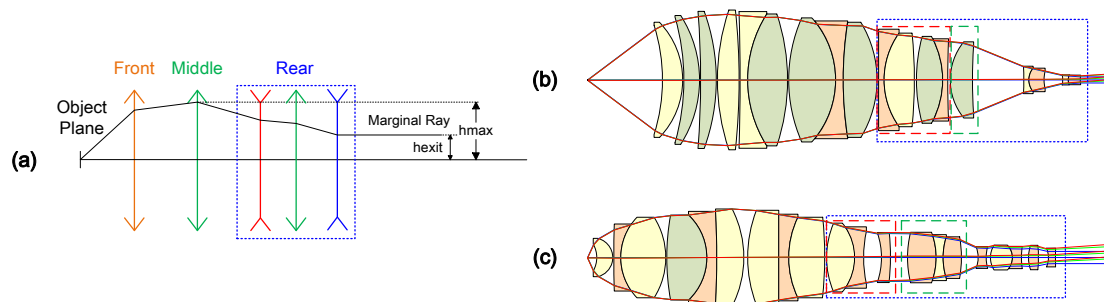 (a)
Front Middle Rear
Object
Plane
Marginal Ray
hmax
hexit
(b)
(c)